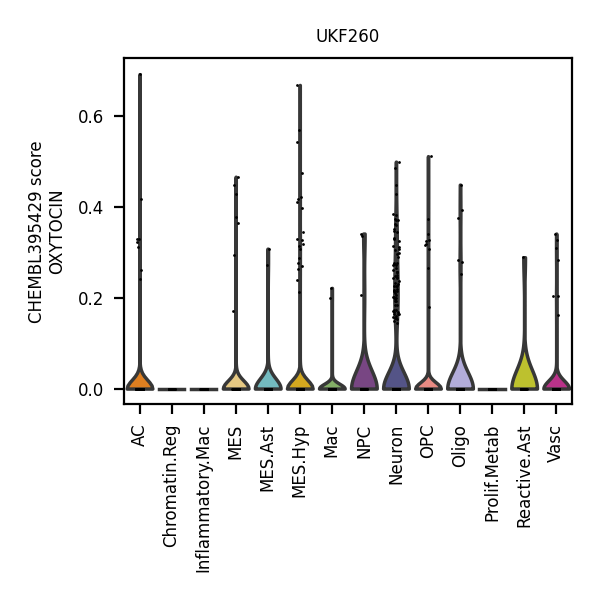 UKF260
CHEMBL395429 score
OXYTOCIN
0.6
0.4
0.2
0.0
AC
Chromatin.Reg
Inflammatory.Mac
MES
MES.Ast
MES.Hyp
Mac
NPC
Neuron
OPC
Oligo
Prolif.Metab
Reactive.Ast
Vasc